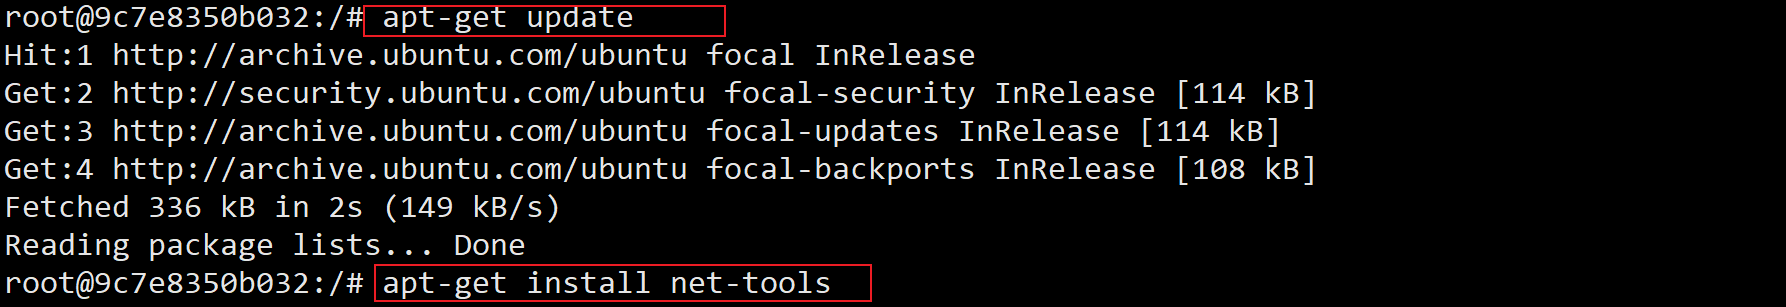 root@9c7e8350b032:/# apt-get update
Hit:1 http://archive.ubuntu.com/ubuntu focal InRelease
Get:2 http://security.ubuntu.com/ubuntu focal-security InRelease [114 kB]
Get:3 http://archive.ubuntu.com/ubuntu focal-updates InRelease [114 kB]
Get:4 http://archive.ubuntu.com/ubuntu focal-backports InRelease [108 kB]
Fetched 336 kB in 2s (149 kB/s)
Reading package lists... Done
root@9c7e8350b032:/# apt-get install net-tools